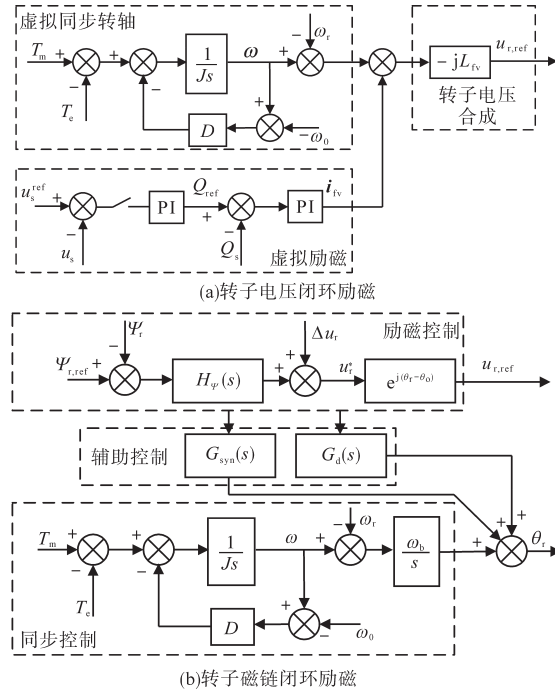 虚拟同步转轴
T_m + − T_e + − 1/Js ω + − ω_r
D + − ω_0
− jL_fv u_r,ref
转子电压
合成
u_s^ref + − u_s PI Q_ref + − Q_s PI i_fv
虚拟励磁
(a)转子电压闭环励磁
Ψ_r Δu_r 励磁控制
Ψ_r,ref + − H_Ψ(s) + + u_r^* e^j(θ_r−θ_0) u_r,ref
辅助控制 G_syn(s) G_d(s)
T_m + − T_e + − 1/Js ω + − ω_r ω_b/s + + + θ_r
D + − ω_0
同步控制
(b)转子磁链闭环励磁